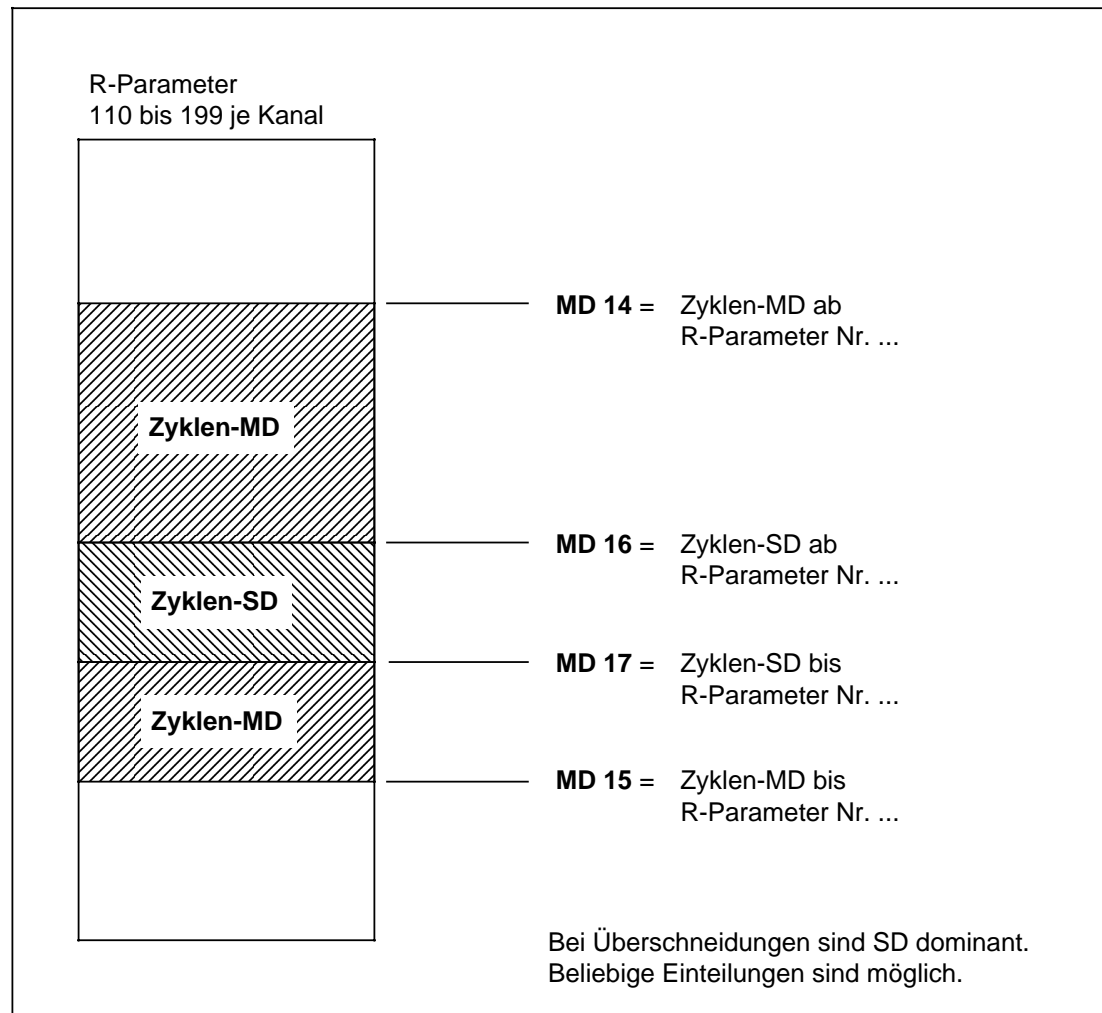 R-Parameter
110 bis 199 je Kanal
MD 14 = Zyklen-MD ab
R-Parameter Nr. ...
Zyklen-MD
MD 16 = Zyklen-SD ab
R-Parameter Nr. ...
Zyklen-SD
MD 17 = Zyklen-SD bis
R-Parameter Nr. ...
Zyklen-MD
MD 15 = Zyklen-MD bis
R-Parameter Nr. ...
Bei Überschneidungen sind SD dominant.
Beliebige Einteilungen sind möglich.